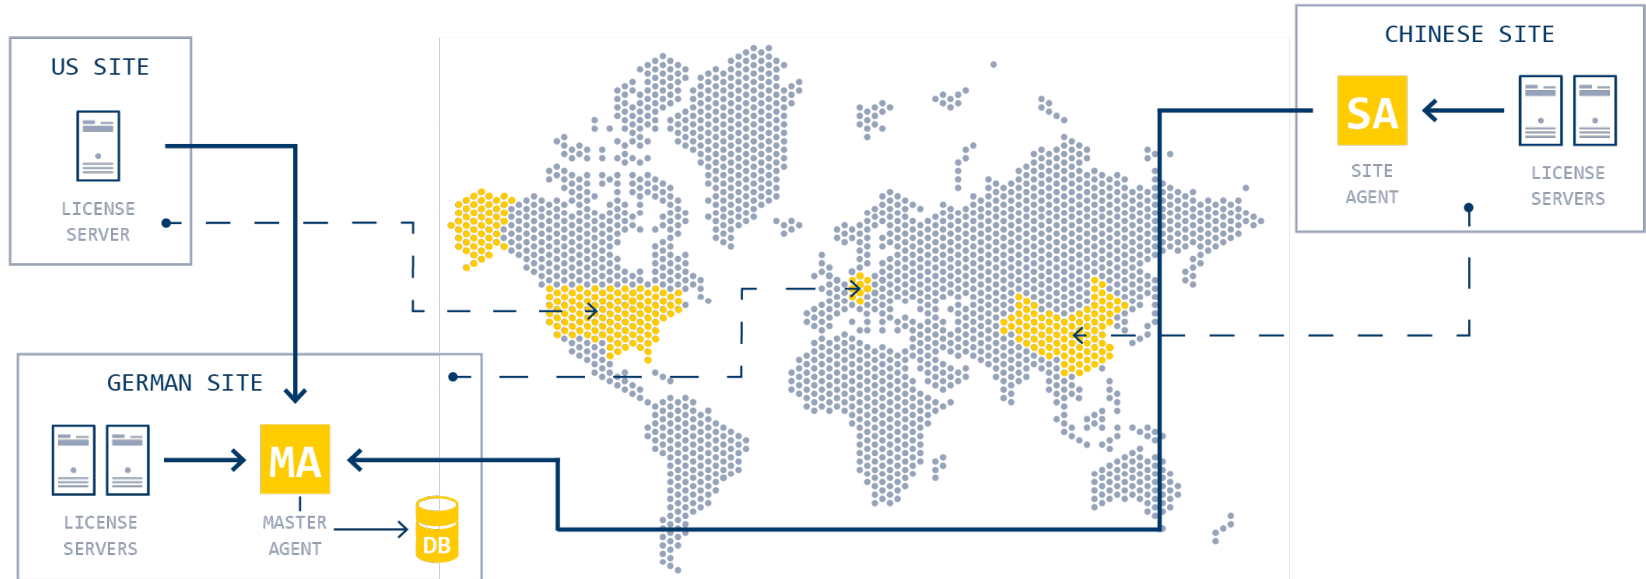 US SITE
LICENSE
SERVER
GERMAN SITE
MA
LICENSE
SERVERS
MASTER
AGENT
DB
CHINESE SITE
SA
SITE
AGENT
LICENSE
SERVERS